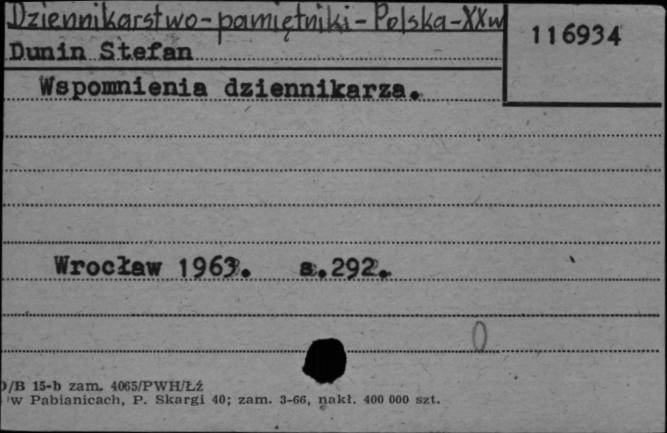 Dziennikarstwo-pamiętniki-Polska-XXw
116934
Dunin Stefan
Wspomnienia dziennikarza.
Wrocław 1963. s.292.
0
/B 15-b zam. 4065/PWH/Łź
w Pabianicach, P. Skargi 40; zam. 3-66, nakł. 400 000 szt.